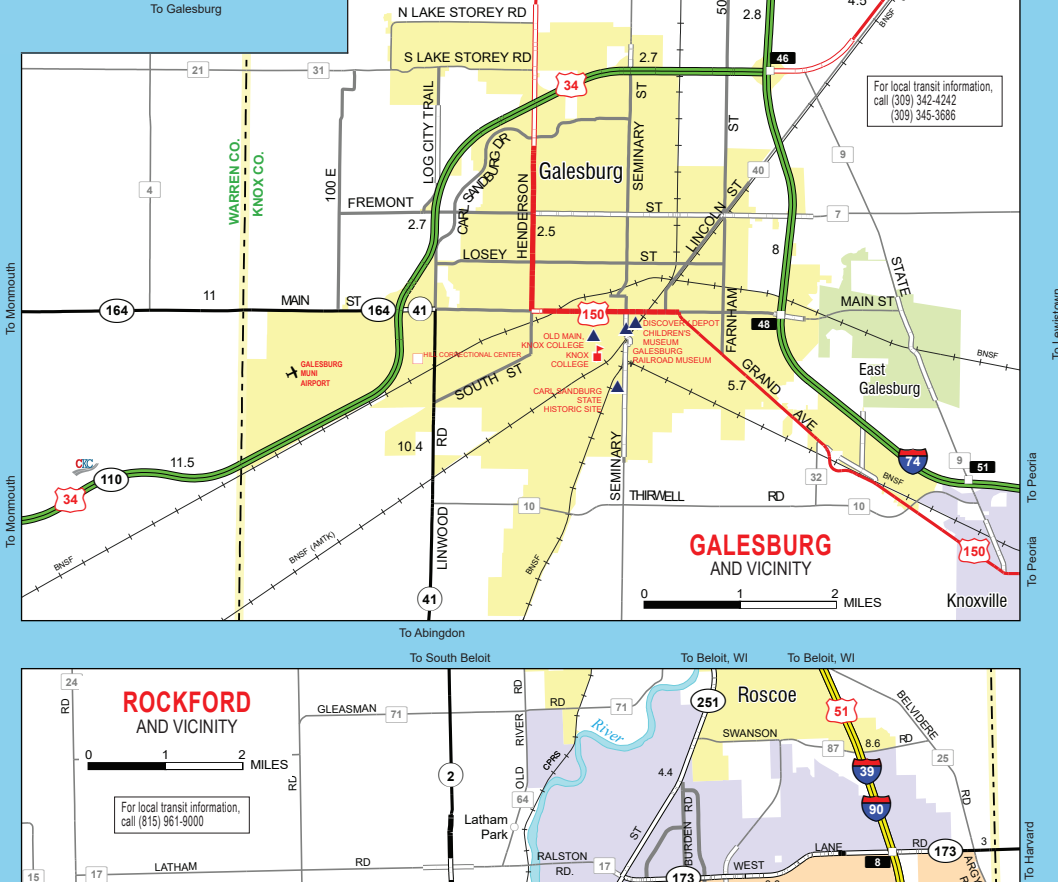 To Galesburg
N LAKE STOREY RD
S LAKE STOREY RD
2.7
50
2.8
4.5
BNSF
46
21
31
34
For local transit information,
call (309) 342-4242
(309) 345-3686
WARREN CO.
KNOX CO.
4
100 E
LOG CITY TRAIL
CARL SANDBURG DR
HENDERSON
SEMINARY
ST
ST
Galesburg
LINCOLN ST
40
9
FREMONT
ST
7
2.7
2.5
LOSEY
ST
8
STATE
To Monmouth
11
164
MAIN
ST
164
41
150
FARNHAM
48
MAIN ST
To Lewistown
BNSF
OLD MAIN,
KNOX COLLEGE
KNOX
COLLEGE
DISCOVERY DEPOT
CHILDREN'S
MUSEUM
GALESBURG
RAILROAD MUSEUM
HILL CORRECTIONAL CENTER
GALESBURG
MUNI
AIRPORT
SOUTH ST
CARL SANDBURG
STATE
HISTORIC SITE
GRAND
AVE
5.7
East
Galesburg
10.4
RD
11.5
CKC
110
34
To Monmouth
SEMINARY
74
9
51
To Peoria
32
BNSF
10
THIRWELL
RD
10
LINWOOD
BNSF
BNSF (AMTK)
BNSF
GALESBURG
AND VICINITY
0 1 2 MILES
150
To Peoria
Knoxville
41
To Abingdon
To South Beloit
To Beloit, WI
To Beloit, WI
24
RD
ROCKFORD
AND VICINITY
0 1 2 MILES
For local transit information,
call (815) 961-9000
GLEASMAN
71
RD
71
RD
RIVER
OLD
RD
2
CPRS
River
251
Roscoe
51
BELVIDERE
SWANSON
87
8.6
RD
25
39
4.4
90
64
RD
Latham
Park
ST
BURDEN RD
RD
3
To Harvard
15
17
LATHAM
RD
RALSTON
RD.
17
173
WEST
LANE
RD
173
8